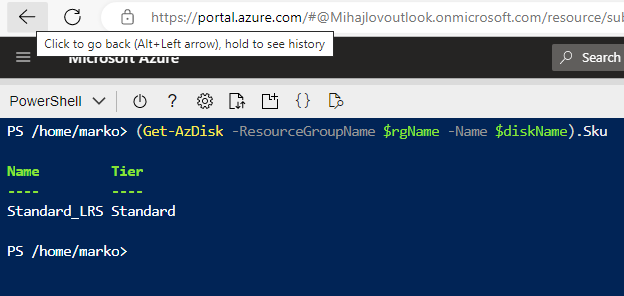 https://portal.azure.com/#@Mihajlovoutlook.onmicrosoft.com/resource/sub
Click to go back (Alt+Left arrow), hold to see history
Microsoft Azure
Search
PowerShell
PS /home/marko> (Get-AzDisk -ResourceGroupName $rgName -Name $diskName).Sku
Name Tier
---- ----
Standard_LRS Standard
PS /home/marko>